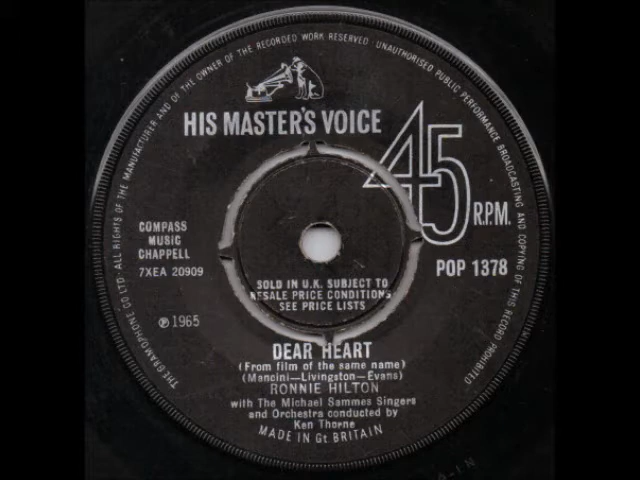 THE GRAMOPHONE CO LTD. ALL RIGHTS OF THE MANUFACTURER AND OF THE OWNER OF THE RECORDED WORK RESERVED · UNAUTHORISED PUBLIC PERFORMANCE BROADCASTING AND COPYING OF THIS RECORD PROHIBITED
HIS MASTER'S VOICE
45
R.P.M.
COMPASS
MUSIC
CHAPPELL
7XEA 20909
POP 1378
SOLD IN U.K. SUBJECT TO
RESALE PRICE CONDITIONS
SEE PRICE LISTS
℗ 1965
DEAR HEART
(From film of the same name)
(Mancini—Livingston—Evans)
RONNIE HILTON
with The Michael Sammes Singers
and Orchestra conducted by
Ken Thorne
MADE IN Gt. BRITAIN